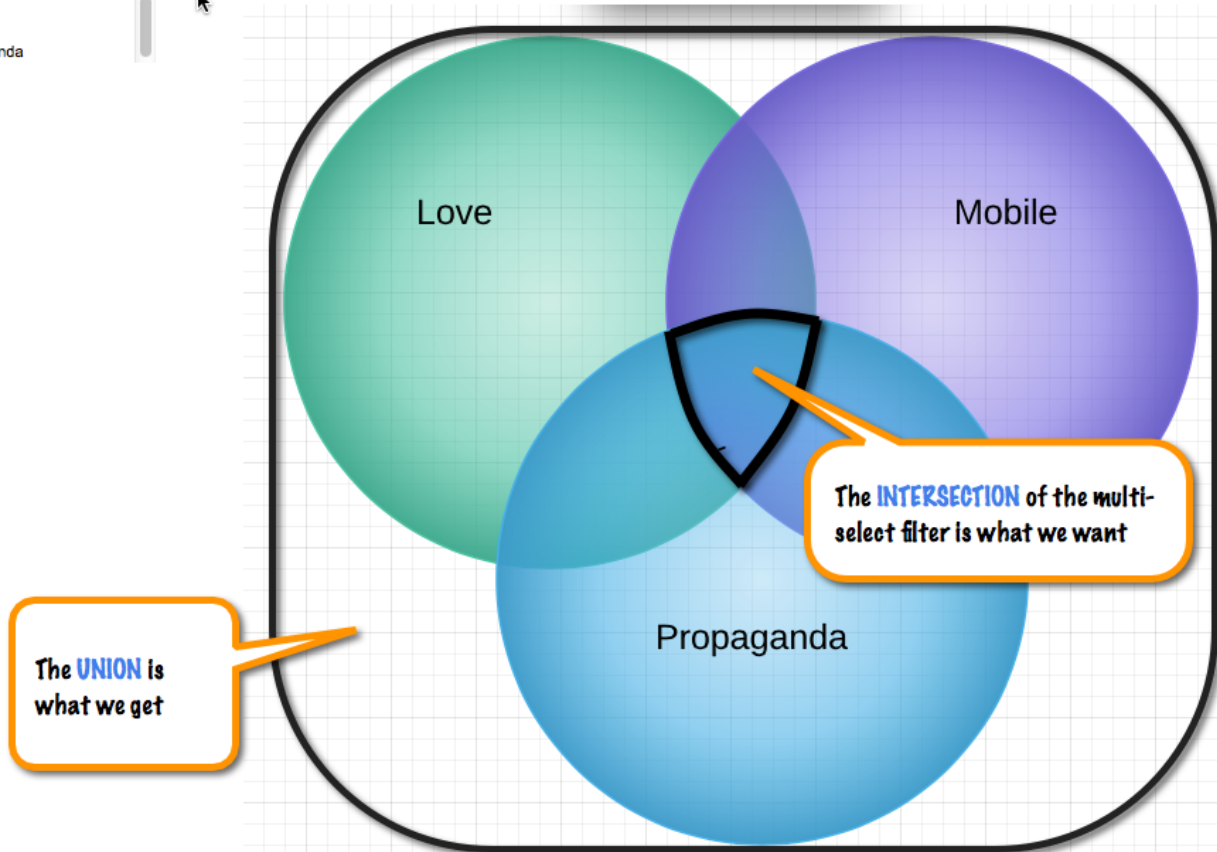 nda
Love
Mobile
The INTERSECTION of the multi-
select filter is what we want
Propaganda
The UNION is
what we get